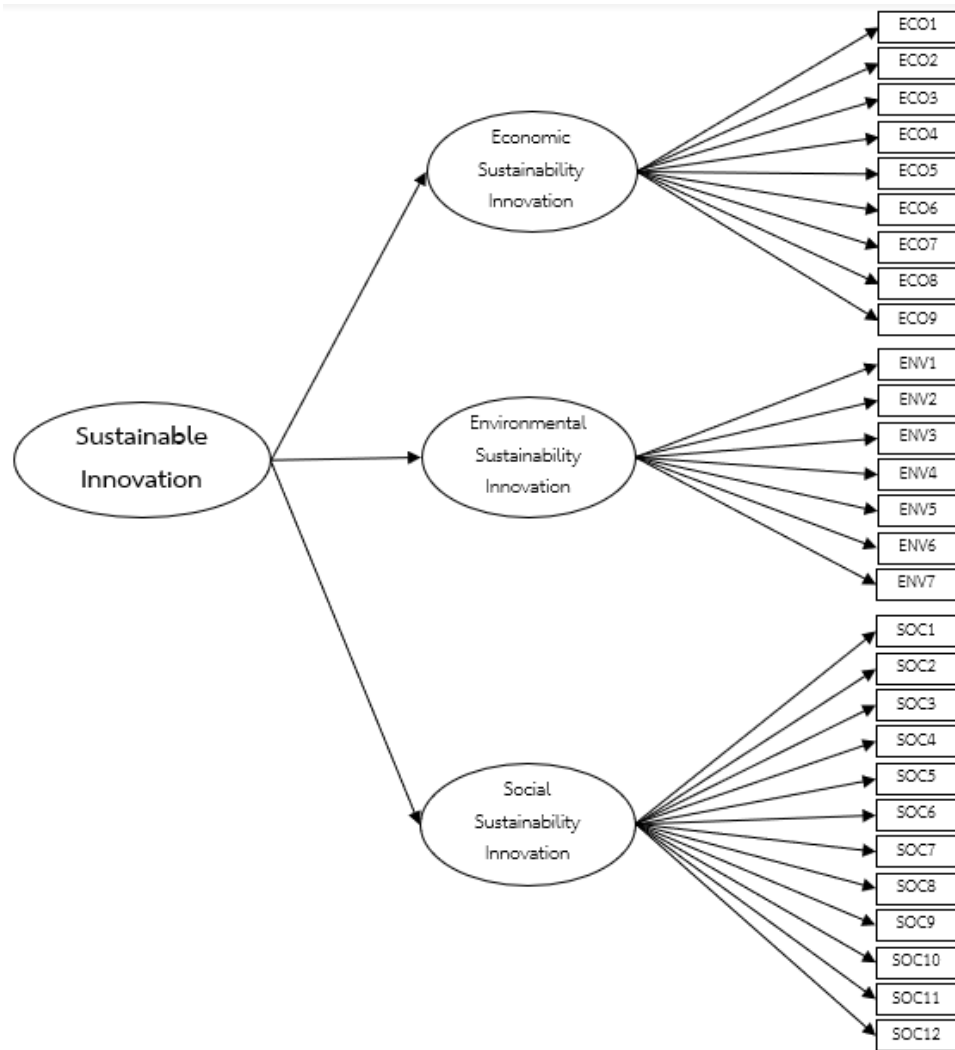 Sustainable
Innovation
Economic
Sustainability
Innovation
ECO1
ECO2
ECO3
ECO4
ECO5
ECO6
ECO7
ECO8
ECO9
Environmental
Sustainability
Innovation
ENV1
ENV2
ENV3
ENV4
ENV5
ENV6
ENV7
Social
Sustainability
Innovation
SOC1
SOC2
SOC3
SOC4
SOC5
SOC6
SOC7
SOC8
SOC9
SOC10
SOC11
SOC12